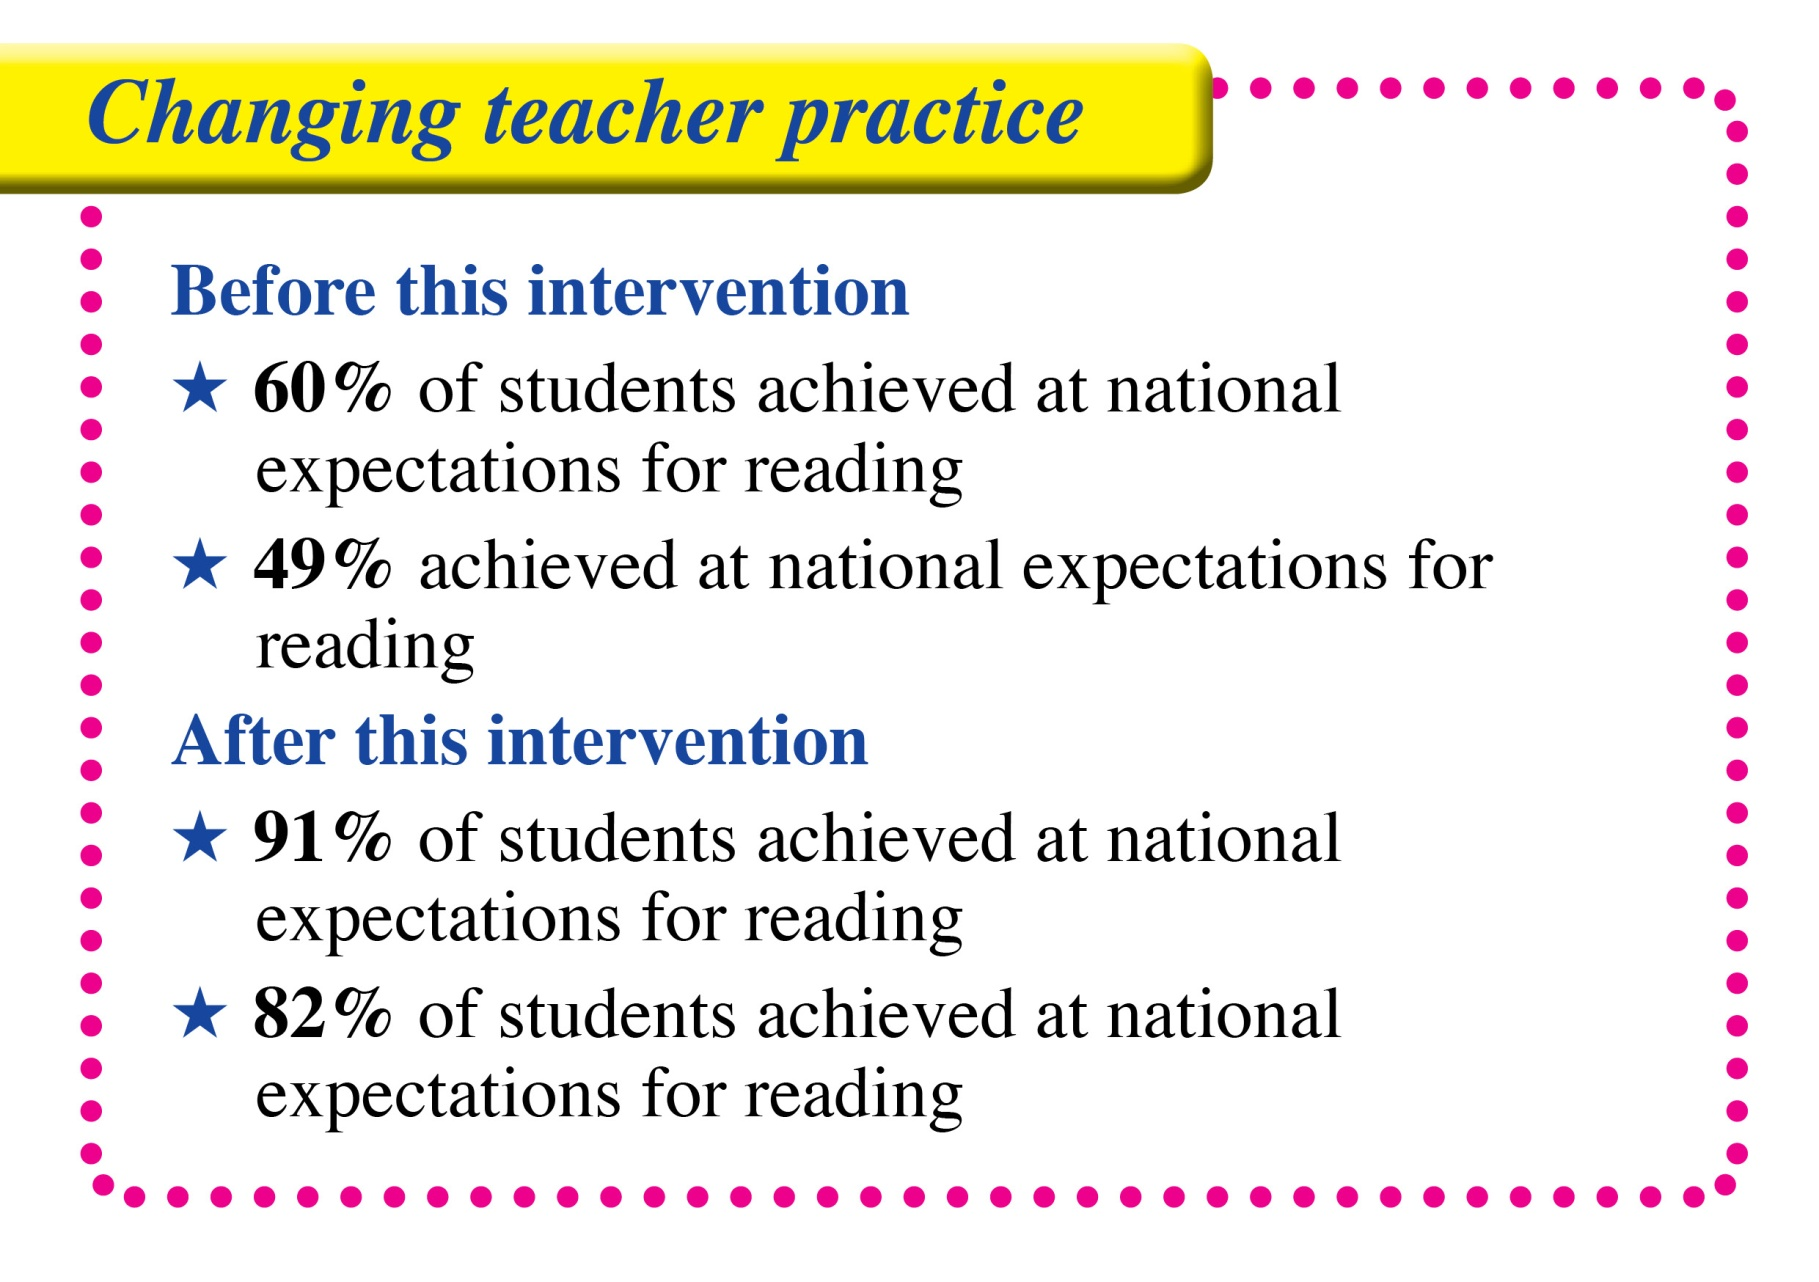 Changing teacher practice
Before this intervention
★ 60% of students achieved at national
expectations for reading
★ 49% achieved at national expectations for
reading
After this intervention
★ 91% of students achieved at national
expectations for reading
★ 82% of students achieved at national
expectations for reading